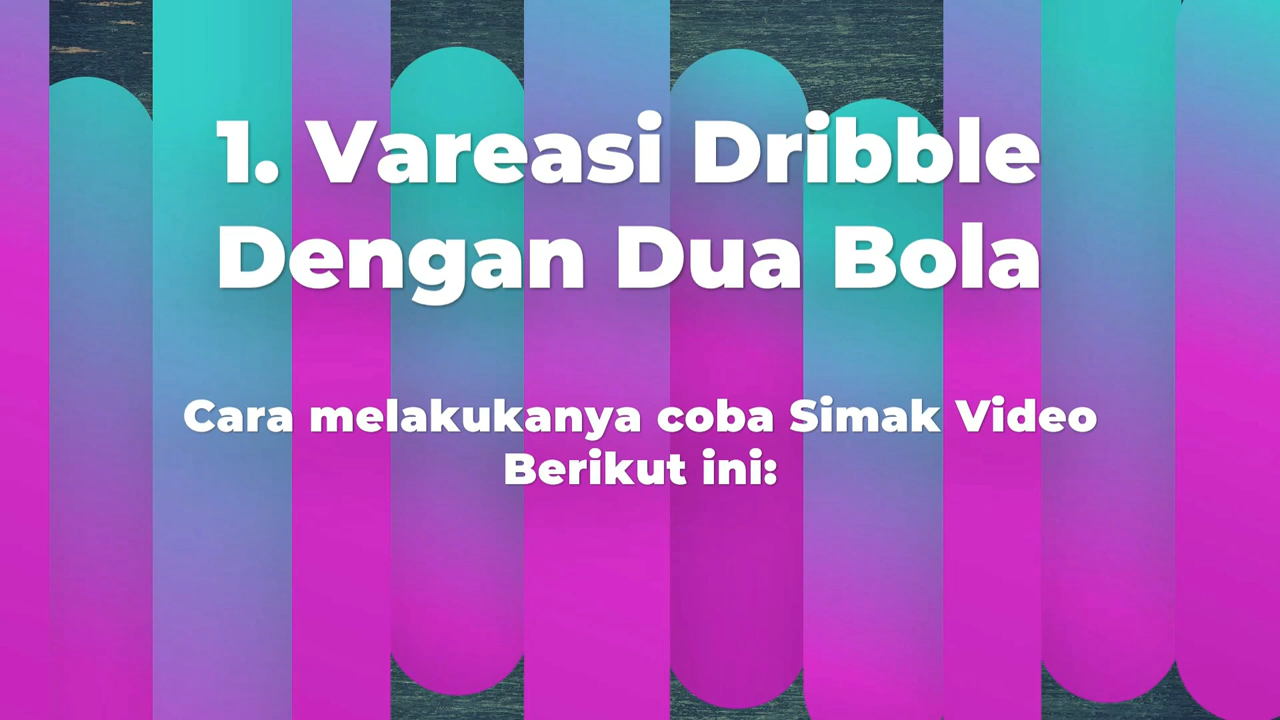 1. Vareasi Dribble
Dengan Dua Bola
Cara melakukanya coba Simak Video
Berikut ini: